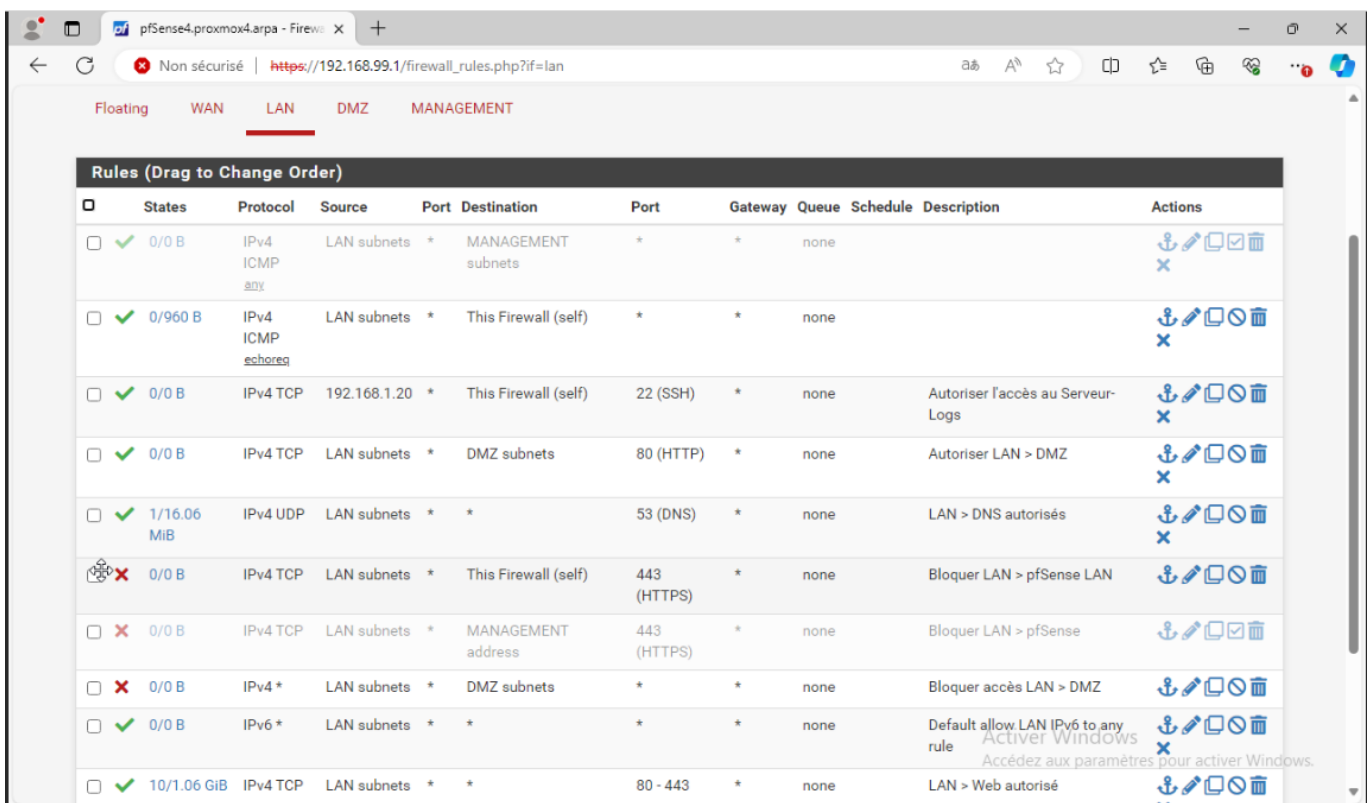 pfSense4.proxmox4.arpa - Firewa
Non sécurisé | https://192.168.99.1/firewall_rules.php?if=lan
Floating WAN LAN DMZ MANAGEMENT
Rules (Drag to Change Order)
States Protocol Source Port Destination Port Gateway Queue Schedule Description Actions
0/0 B IPv4 LAN subnets * MANAGEMENT * * none
ICMP subnets
any
0/960 B IPv4 LAN subnets * This Firewall (self) * * none
ICMP
echoreq
0/0 B IPv4 TCP 192.168.1.20 * This Firewall (self) 22 (SSH) * none Autoriser l'accès au Serveur-
Logs
0/0 B IPv4 TCP LAN subnets * DMZ subnets 80 (HTTP) * none Autoriser LAN > DMZ
1/16.06 IPv4 UDP LAN subnets * * 53 (DNS) * none LAN > DNS autorisés
MiB
0/0 B IPv4 TCP LAN subnets * This Firewall (self) 443 * none Bloquer LAN > pfSense LAN
(HTTPS)
0/0 B IPv4 TCP LAN subnets * MANAGEMENT 443 * none Bloquer LAN > pfSense
address (HTTPS)
0/0 B IPv4 * LAN subnets * DMZ subnets * * none Bloquer accès LAN > DMZ
0/0 B IPv6 * LAN subnets * * * * none Default allow LAN IPv6 to any
rule
Activer Windows
Accédez aux paramètres pour activer Windows.
10/1.06 GiB IPv4 TCP LAN subnets * * 80 - 443 * none LAN > Web autorisé